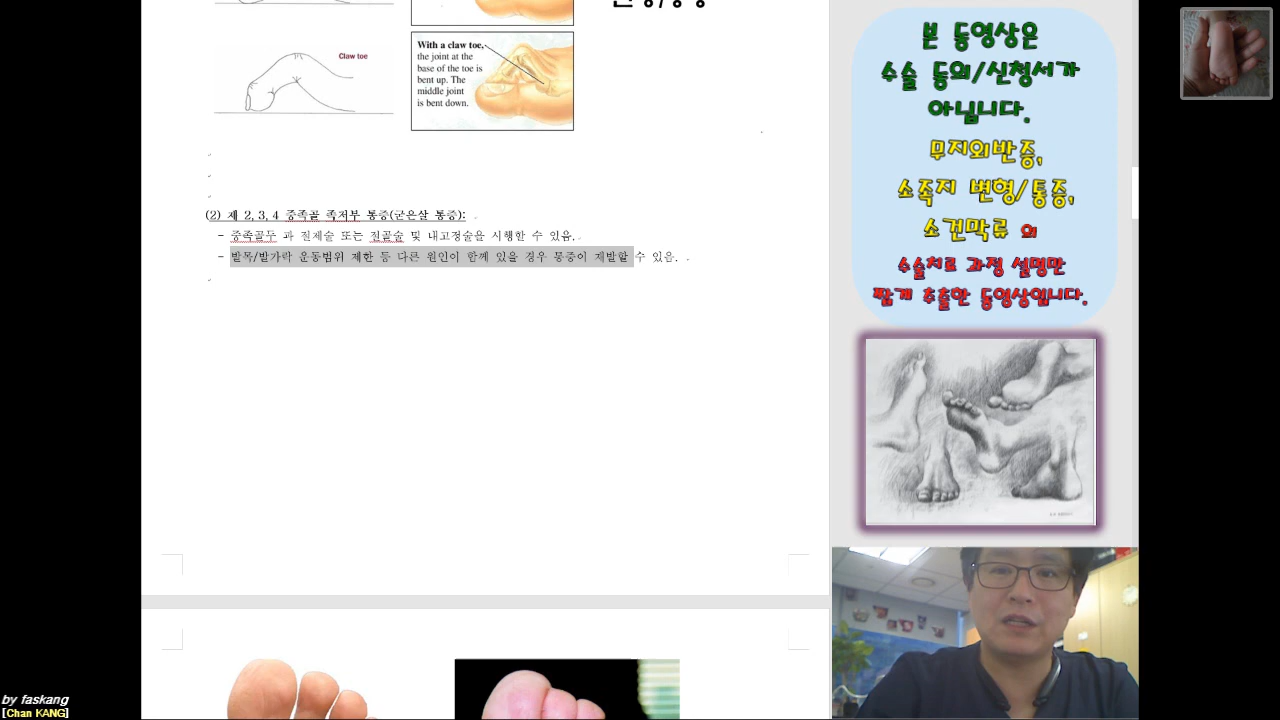 Claw toe
With a claw toe,
the joint at the
base of the toe is
bent up. The
middle joint
is bent down.
(2) 제 2, 3, 4 중족골 족저부 통증(굳은살 통증):
- 중족골두 과 절제술 또는 절골술 및 내고정술을 시행할 수 있음.
- 발목/발가락 운동범위 제한 등 다른 원인이 함께 있을 경우 통증이 재발할 수 있음.
본 동영상은
수술 동의/신청서가
아닙니다.
무지외반증,
소족지 변형/통증,
소건막류 의
수술치료 과정 설명만
짧게 추출한 동영상입니다.
by faskang
[Chan KANG]